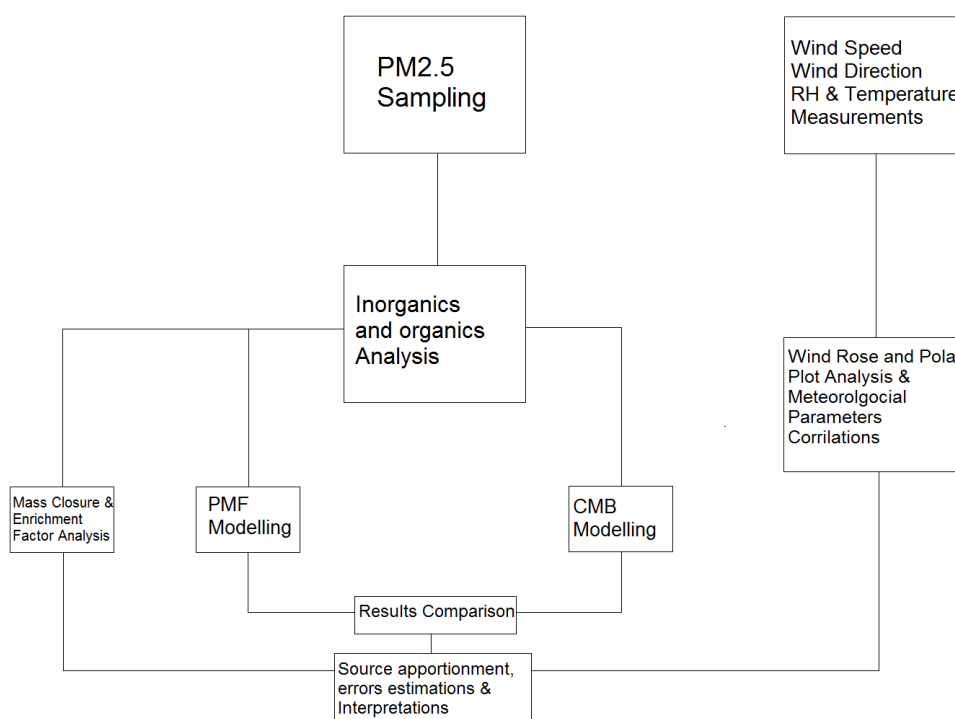 PM2.5
Sampling
Wind Speed
Wind Direction
RH & Temperature
Measurements
Inorganics
and organics
Analysis
Wind Rose and Pola
Plot Analysis &
Meteorolgocial
Parameters
Corrilations
Mass Closure &
Enrichment
Factor Analysis
PMF
Modelling
CMB
Modelling
Results Comparison
Source apportionment,
errors estimations &
Interpretations